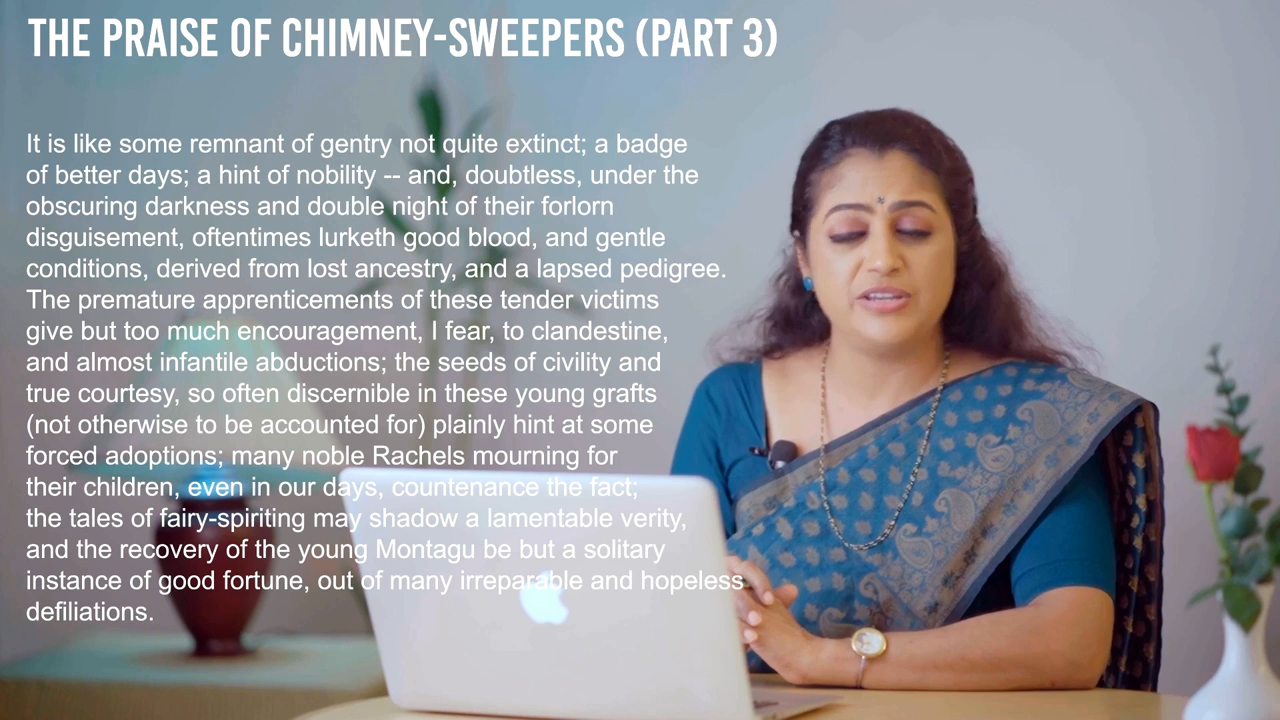 THE PRAISE OF CHIMNEY-SWEEPERS (PART 3)
It is like some remnant of gentry not quite extinct; a badge
of better days; a hint of nobility -- and, doubtless, under the
obscuring darkness and double night of their forlorn
disguisement, oftentimes lurketh good blood, and gentle
conditions, derived from lost ancestry, and a lapsed pedigree.
The premature apprenticements of these tender victims
give but too much encouragement, I fear, to clandestine,
and almost infantile abductions; the seeds of civility and
true courtesy, so often discernible in these young grafts
(not otherwise to be accounted for) plainly hint at some
forced adoptions; many noble Rachels mourning for
their children, even in our days, countenance the fact;
the tales of fairy-spiriting may shadow a lamentable verity,
and the recovery of the young Montagu be but a solitary
instance of good fortune, out of many irreparable and hopeless
defiliations.